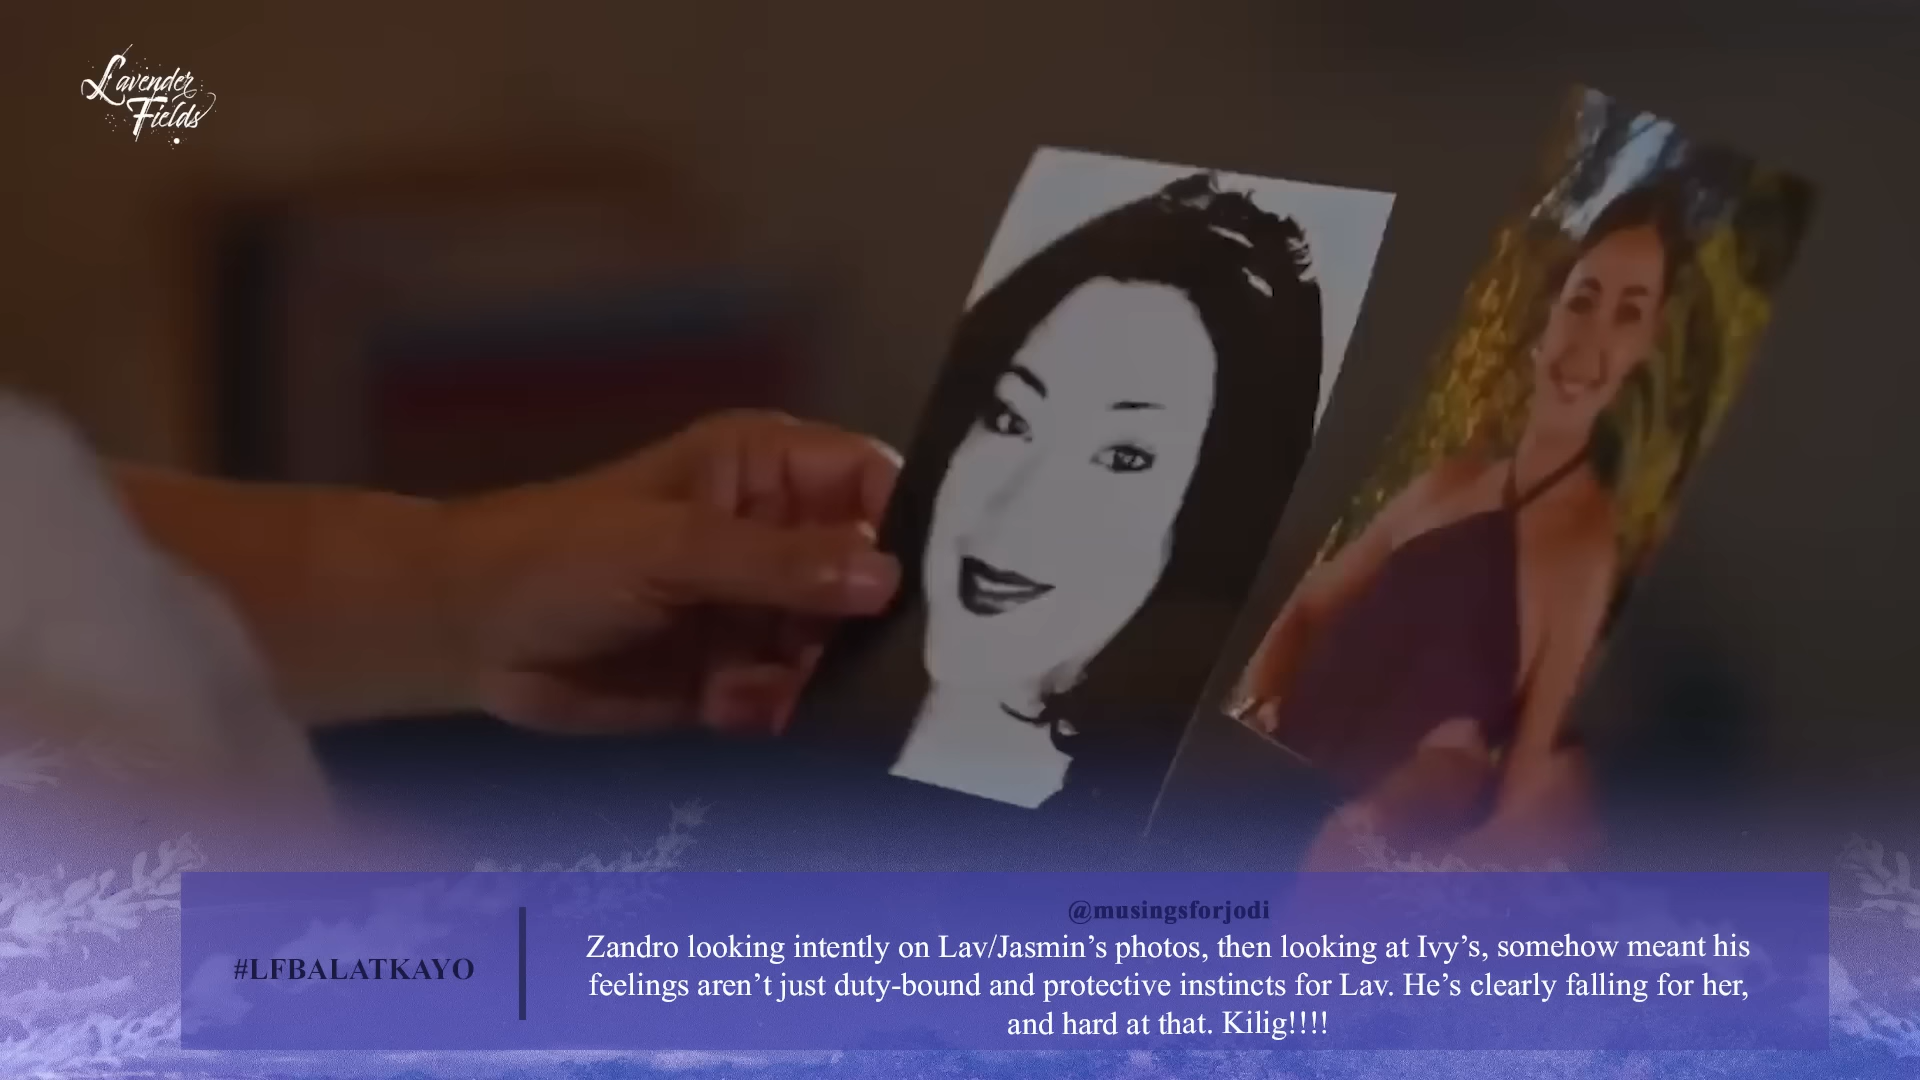 Lavender
Fields
#LFBALATKAYO
@musingsforjodi
Zandro looking intently on Lav/Jasmin’s photos, then looking at Ivy’s, somehow meant his
feelings aren’t just duty-bound and protective instincts for Lav. He’s clearly falling for her,
and hard at that. Kilig!!!!